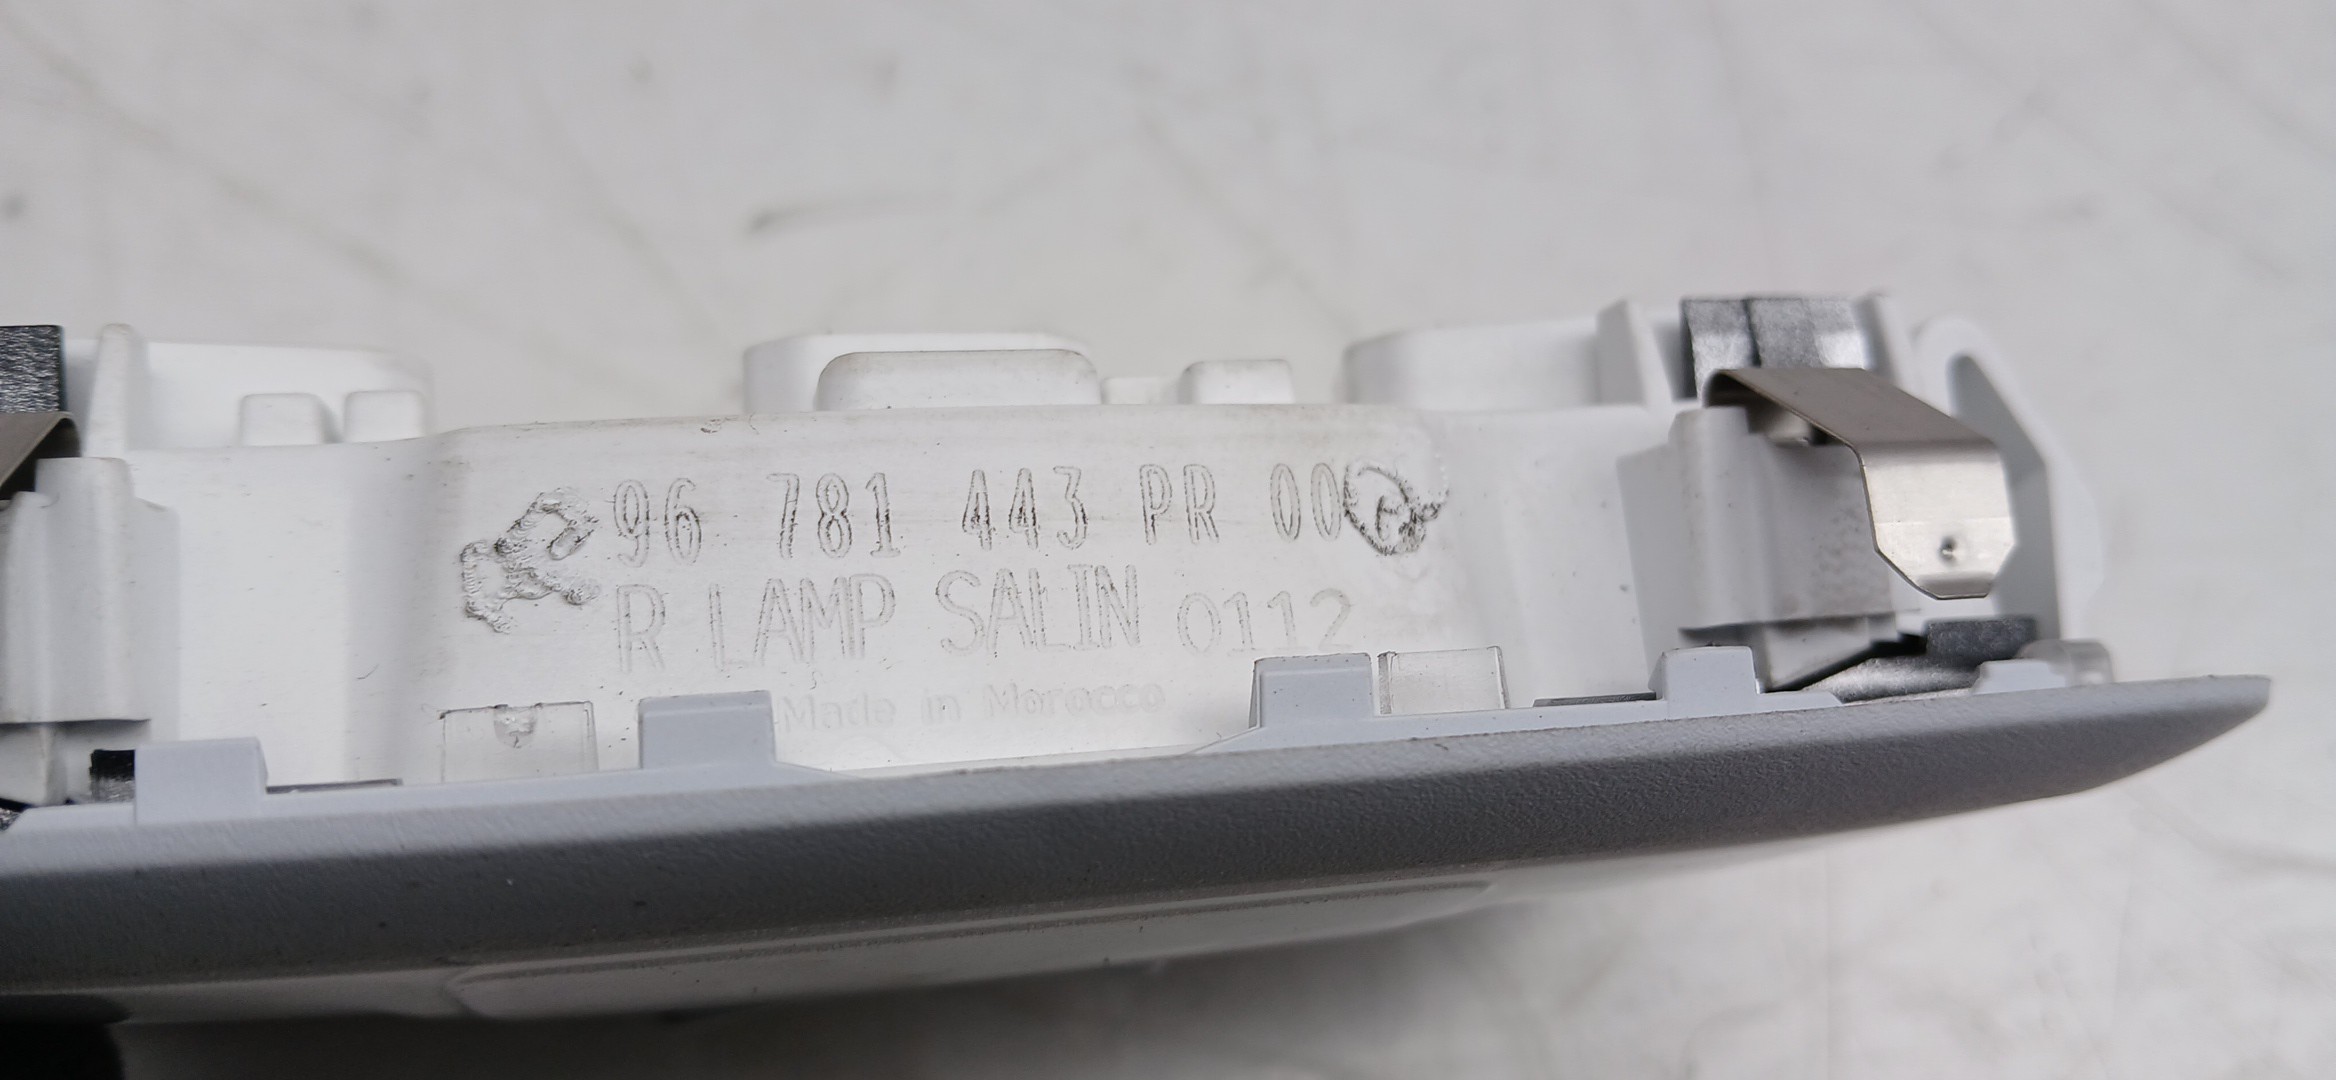 96 781 443 PR 00
R LAMP SALIN 0112
Made in Morocco